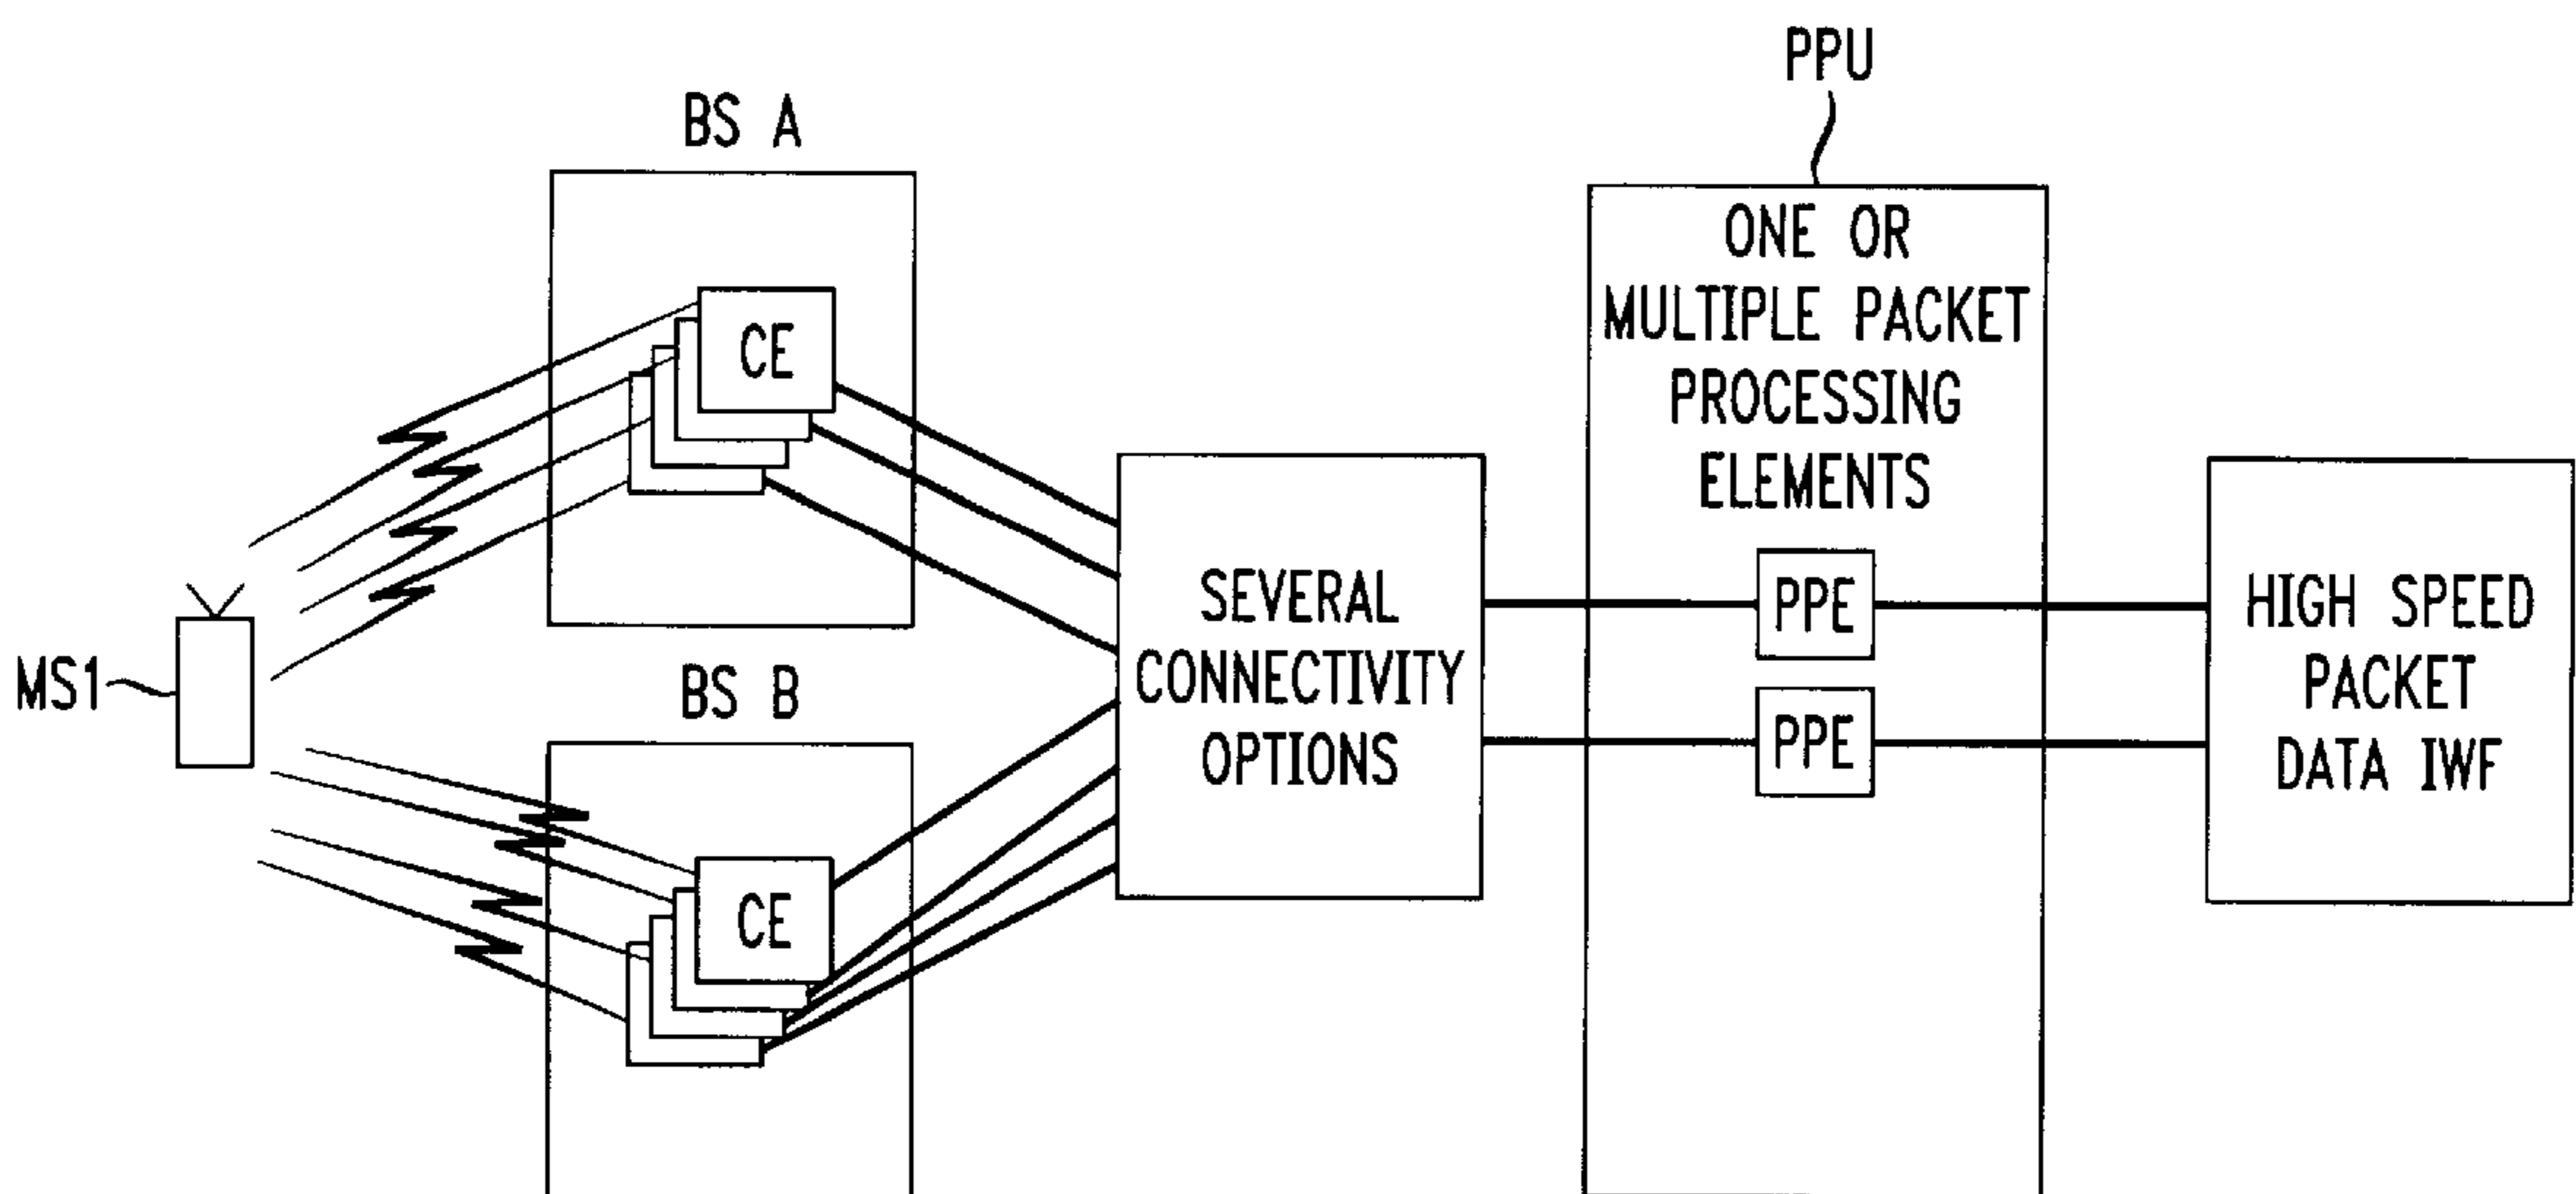 PPU
BS A
ONE OR
MULTIPLE PACKET
PROCESSING
ELEMENTS
CE
SEVERAL
CONNECTIVITY
OPTIONS
PPE
PPE
HIGH SPEED
PACKET
DATA IWF
MS1
BS B
CE